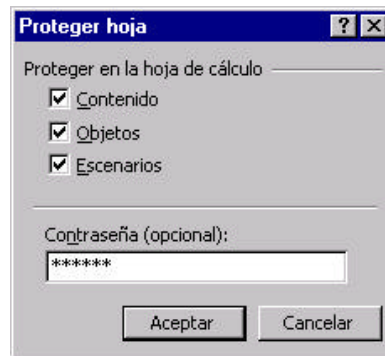 Proteger hoja
Proteger en la hoja de cálculo
Contenido
Objetos
Escenarios
Contraseña (opcional):
******
Aceptar Cancelar